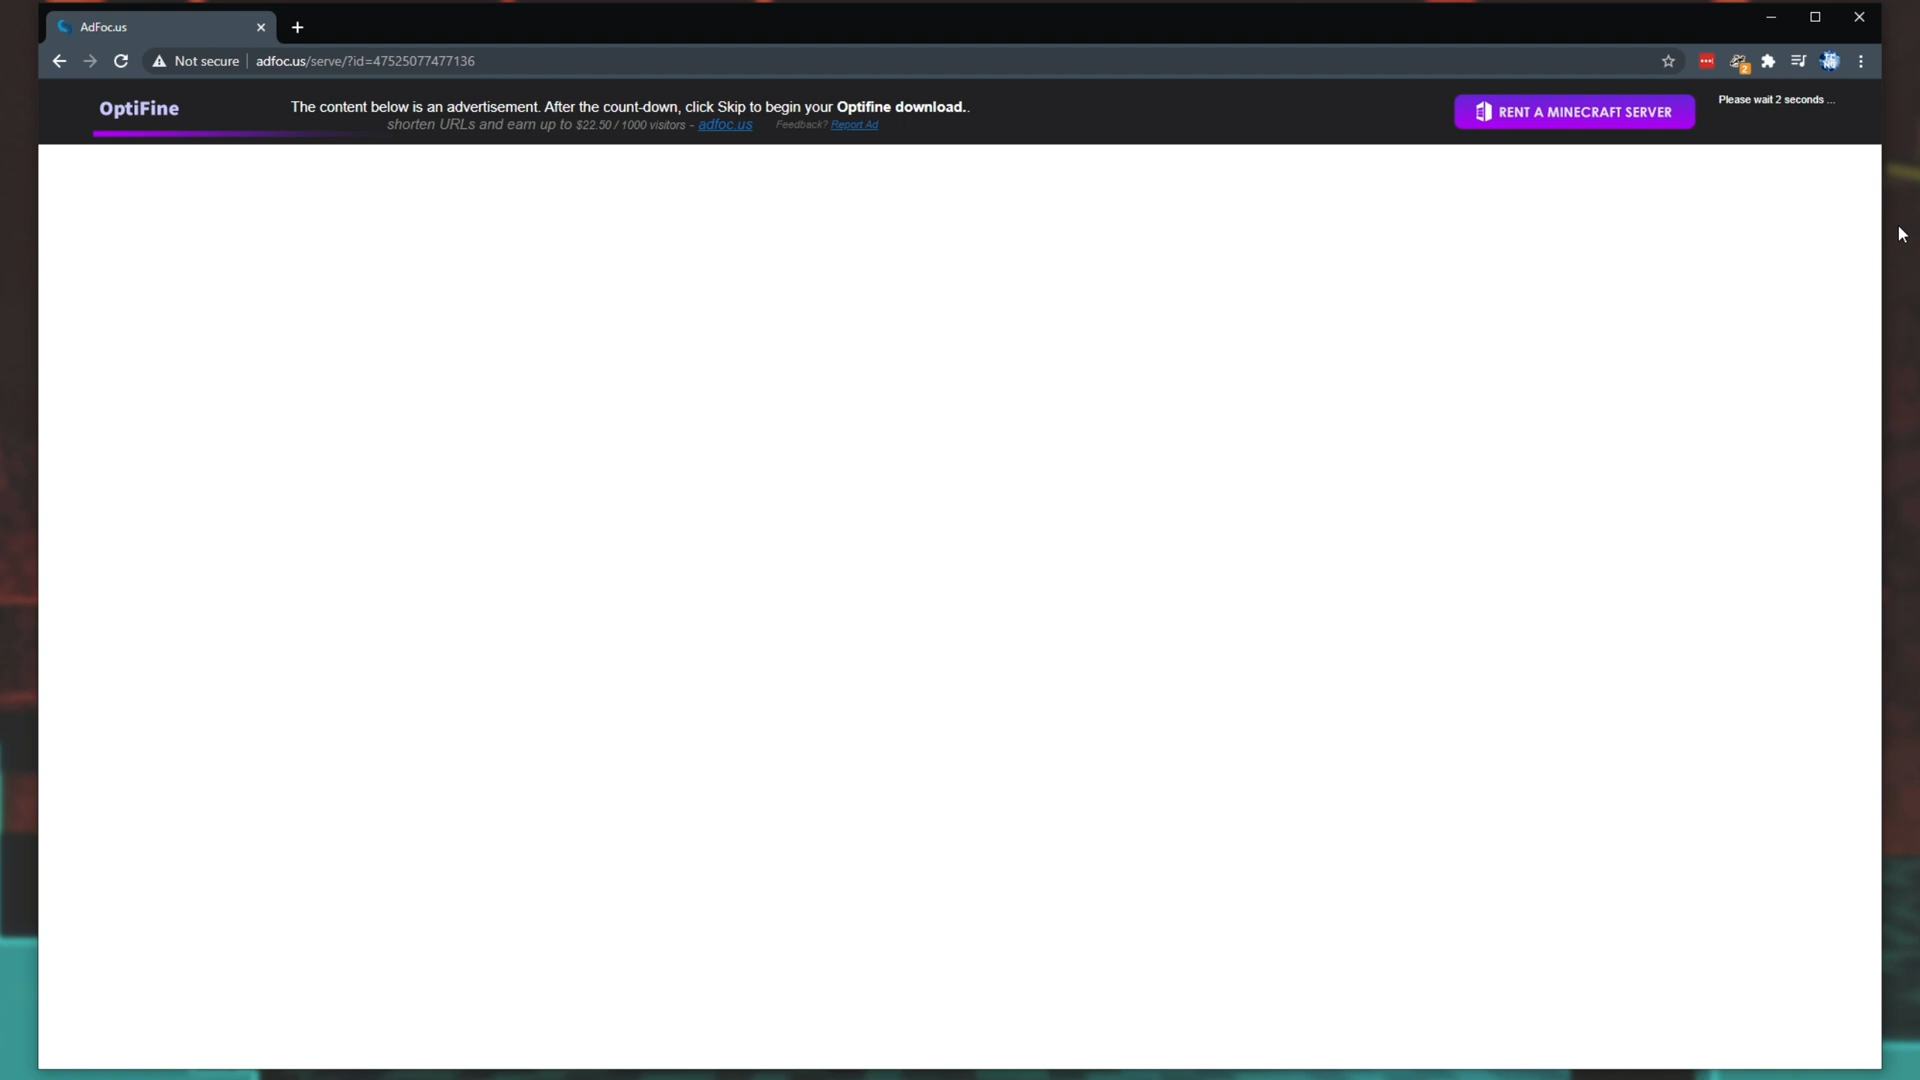 AdFoc.us
Not secure
adfoc.us/serve/?id=47525077477136
2
OptiFine
The content below is an advertisement. After the count-down, click Skip to begin your Optifine download..
shorten URLs and earn up to $22.50 / 1000 visitors - adfoc.us Feedback? Report Ad
RENT A MINECRAFT SERVER
Please wait 2 seconds ...